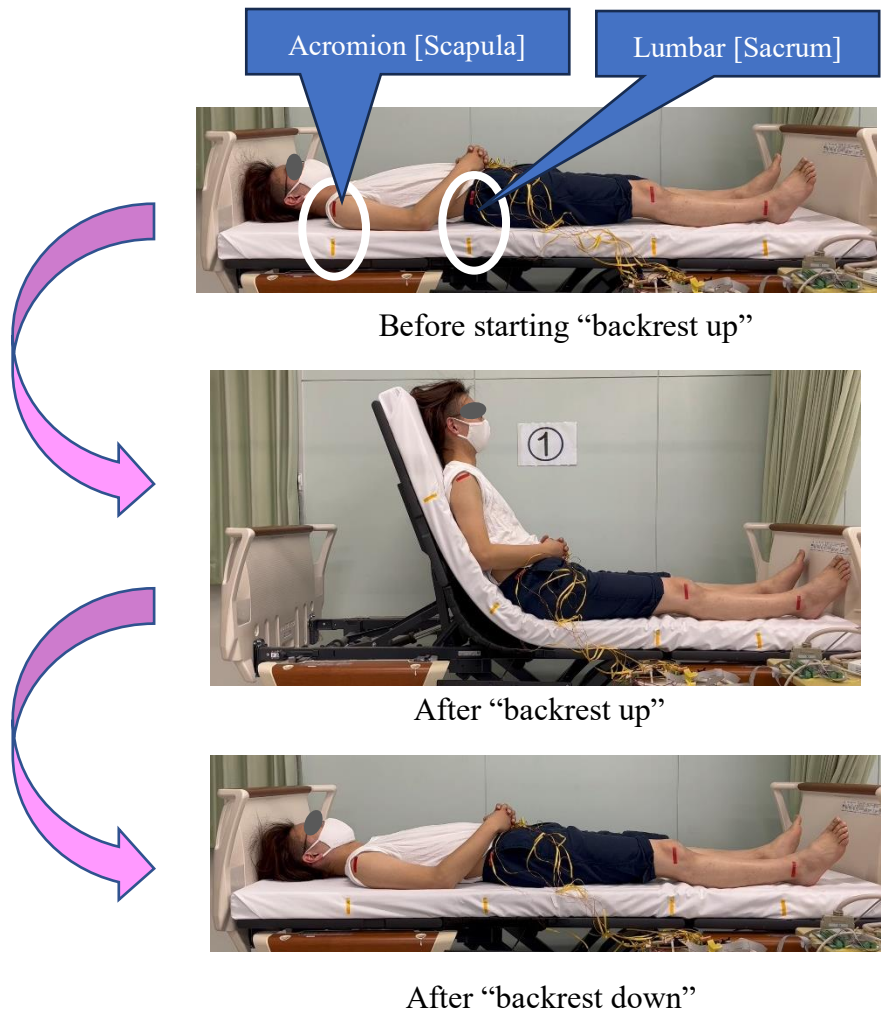 Acromion [Scapula]
Lumbar [Sacrum]
Before starting “backrest up”
①
After “backrest up”
After “backrest down”